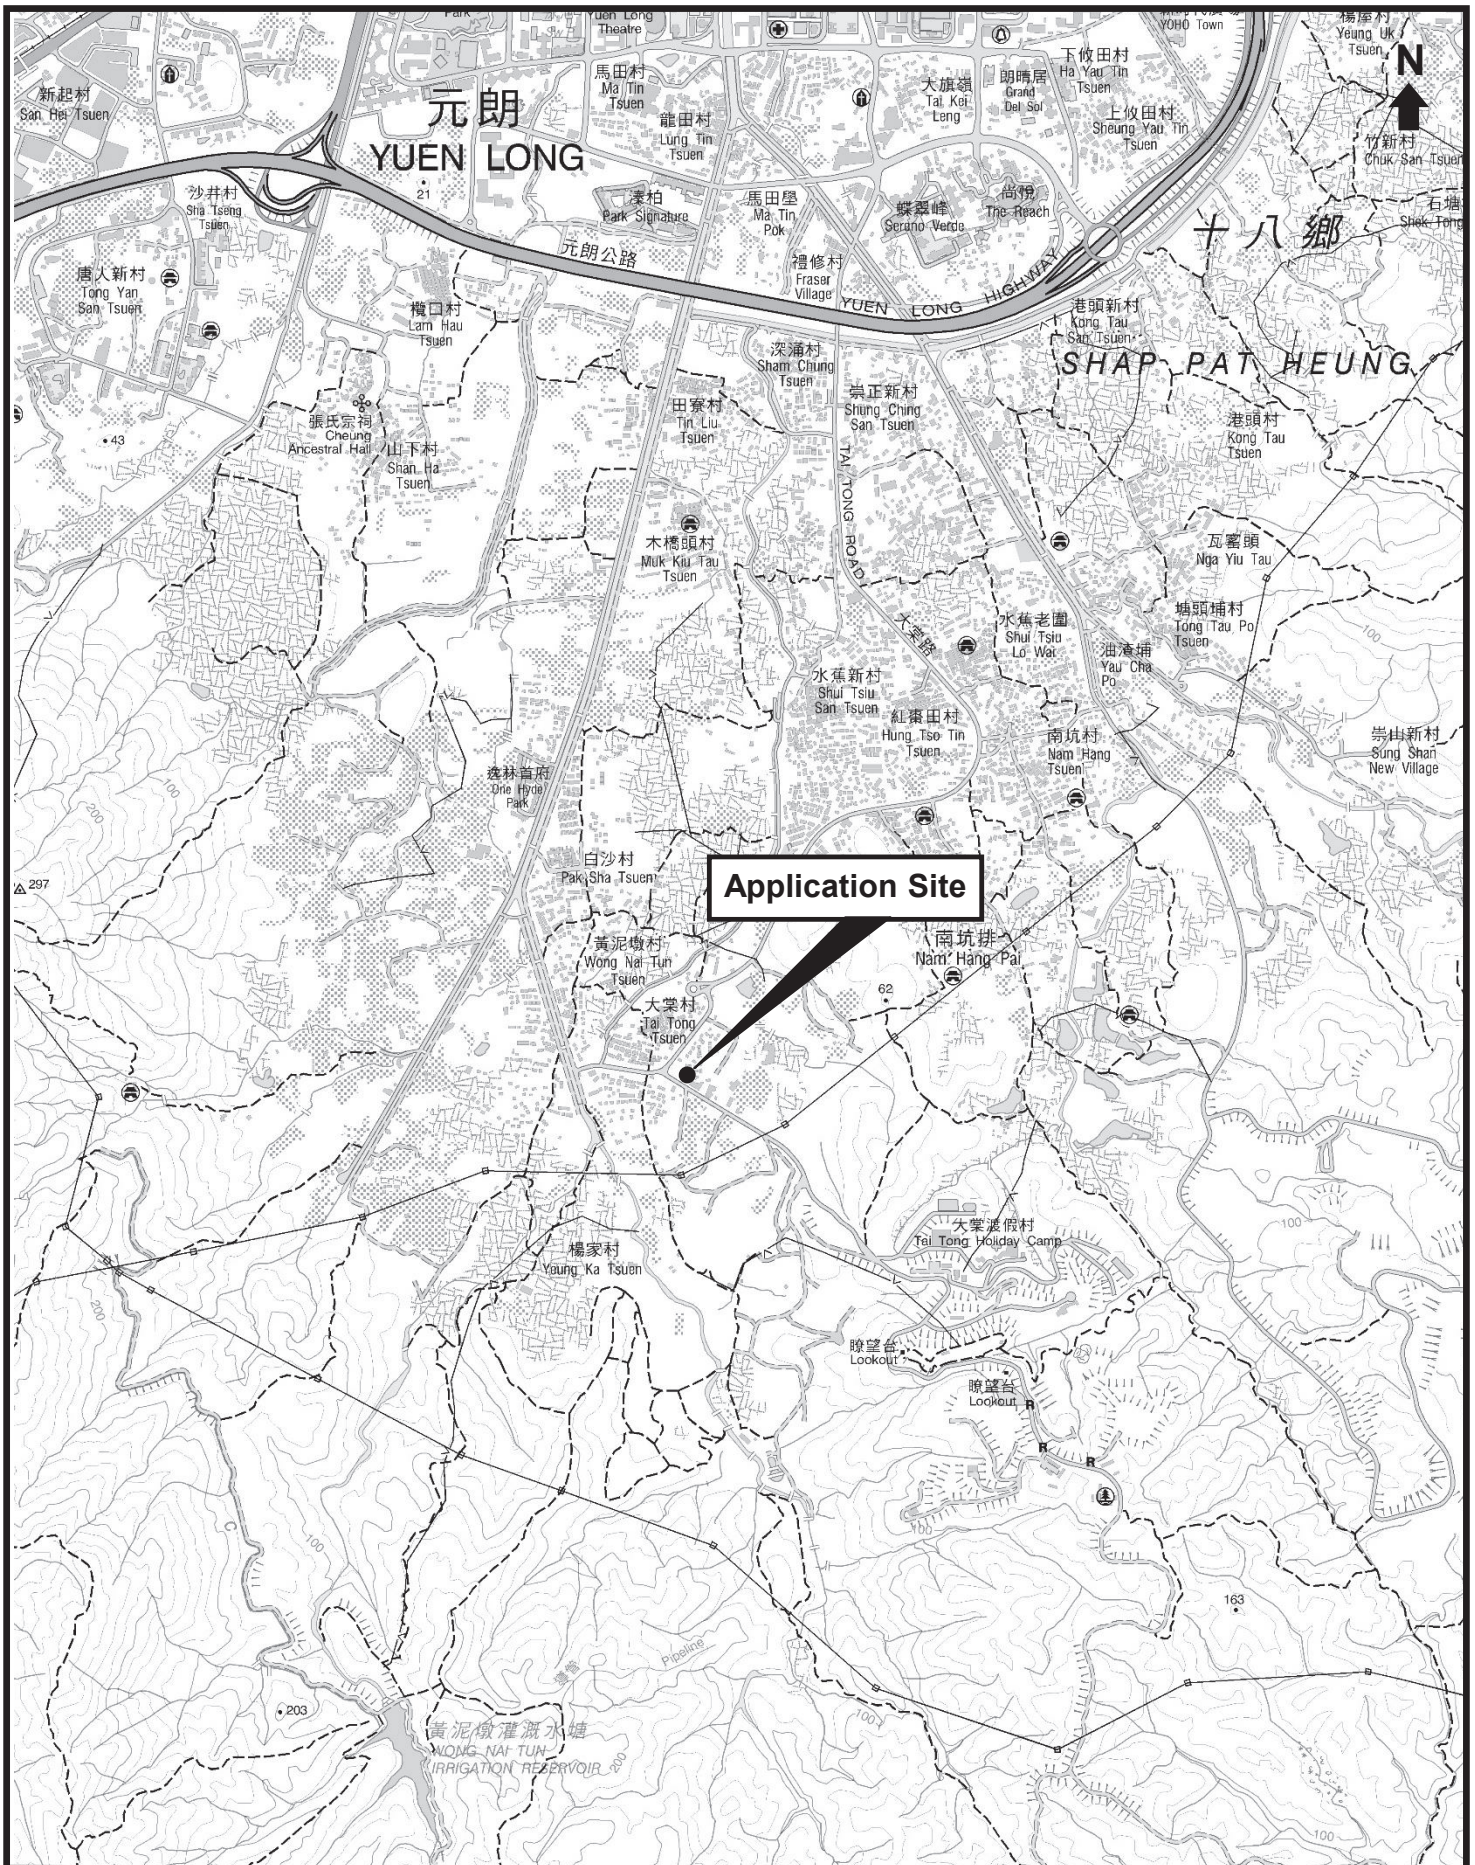 Park
Yuen Long
Theatre
YOHO Town
楊屋村
Yeung Uk
Tsuen
N
新起村
San Hei Tsuen
元朗
YUEN LONG
馬田村
Ma Tin
Tsuen
龍田村
Lung Tin
Tsuen
大旗嶺
Tai Kei
Leng
朗晴居
Grand
Del Sol
下攸田村
Ha Yau Tin
Tsuen
上攸田村
Sheung Yau Tin
Tsuen
竹新村
Chuk San Tsuen
沙井村
Sha Tseng
Tsuen
21
溱柏
Park Signature
馬田壆
Ma Tin
Pok
蝶翠峰
Sereno Verde
尚悅
The Reach
十八鄉
石塘
Shek Tong
元朗公路
唐人新村
Tong Yan
San Tsuen
欖口村
Lam Hau
Tsuen
禮修村
Fraser
Village
YUEN LONG HIGHWAY
港頭新村
Kong Tau
San Tsuen
SHAP PAT HEUNG
深涌村
Sham Chung
Tsuen
崇正新村
Shung Ching
San Tsuen
田寮村
Tin Liu
Tsuen
港頭村
Kong Tau
Tsuen
43
張氏宗祠
Cheung
Ancestral Hall
山下村
Shan Ha
Tsuen
TAI TONG ROAD
木橋頭村
Muk Kiu Tau
Tsuen
瓦窰頭
Nga Yiu Tau
大棠路
水蕉老圍
Shui Tsiu
Lo Wai
塘頭埔村
Tong Tau Po
Tsuen
100
油渣埔
Yau Cha
Po
水蕉新村
Shui Tsiu
San Tsuen
紅棗田村
Hung Tso Tin
Tsuen
南坑村
Nam Hang
Tsuen
崇山新村
Sung Shan
New Village
100
200
逸林首府
One Hyde
Park
297
白沙村
Pak Sha Tsuen
Application Site
黃泥墩村
Wong Nai Tun
Tsuen
南坑排
Nam Hang Pai
62
大棠村
Tai Tong
Tsuen
大棠渡假村
Tai Tong Holiday Camp
100
楊家村
Yeung Ka Tsuen
200
瞭望台
Lookout
瞭望台
Lookout
R
R
R
C
100
100
163
Pipeline
203
100
黃泥墩灌溉水塘
WONG NAI TUN
IRRIGATION RESERVOIR
200
100
100